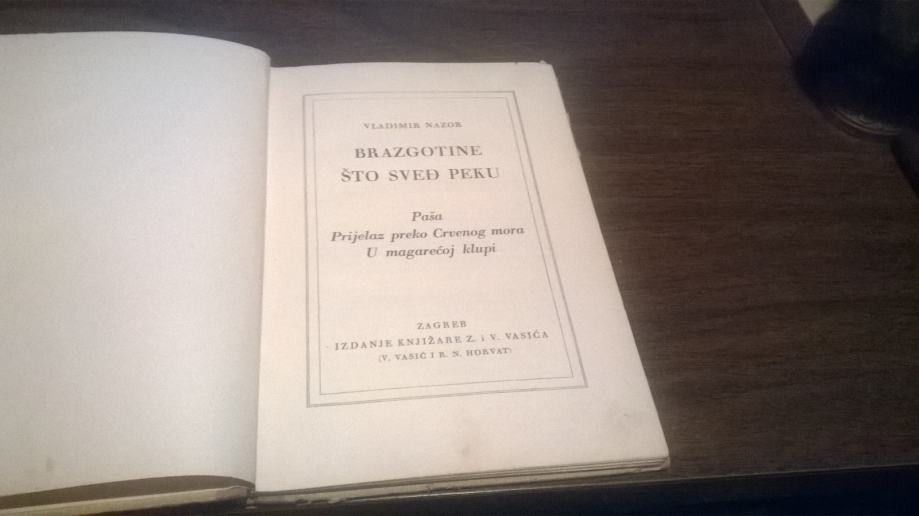 VLADIMIR NAZOR
BRAZGOTINE
ŠTO SVEĐ PEKU
Paša
Prijelaz preko Crvenog mora
U magarećoj klupi
ZAGREB
IZDANJE KNJIŽARE Z. i V. VASIĆA
(V. VASIĆ I R. N. HORVAT)